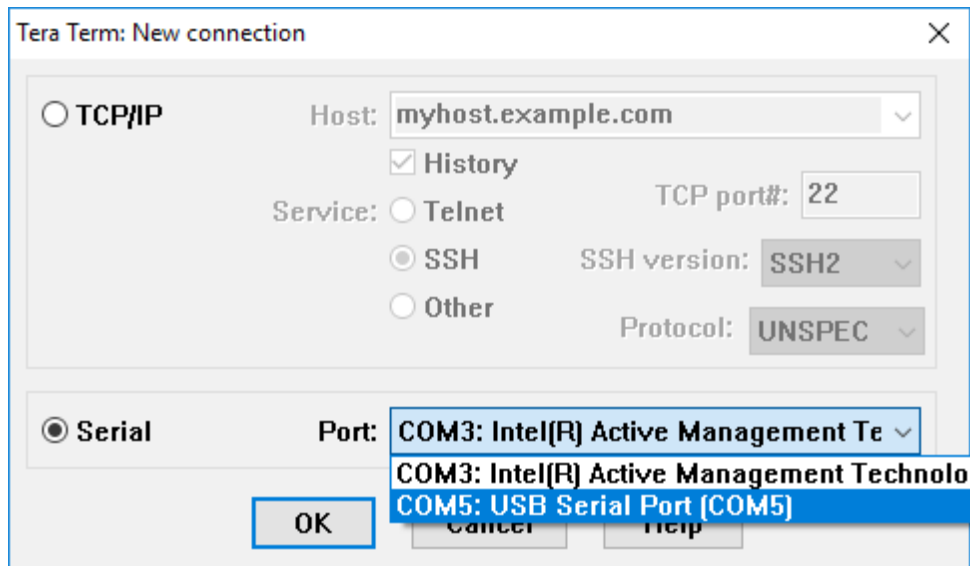 Tera Term: New connection
TCP/IP
Host: myhost.example.com
History
Service: Telnet
TCP port#: 22
SSH
SSH version: SSH2
Other
Protocol: UNSPEC
Serial
Port: COM3: Intel(R) Active Management Te
COM3: Intel(R) Active Management Technolo
COM5: USB Serial Port (COM5)
OK
Cancel
Help